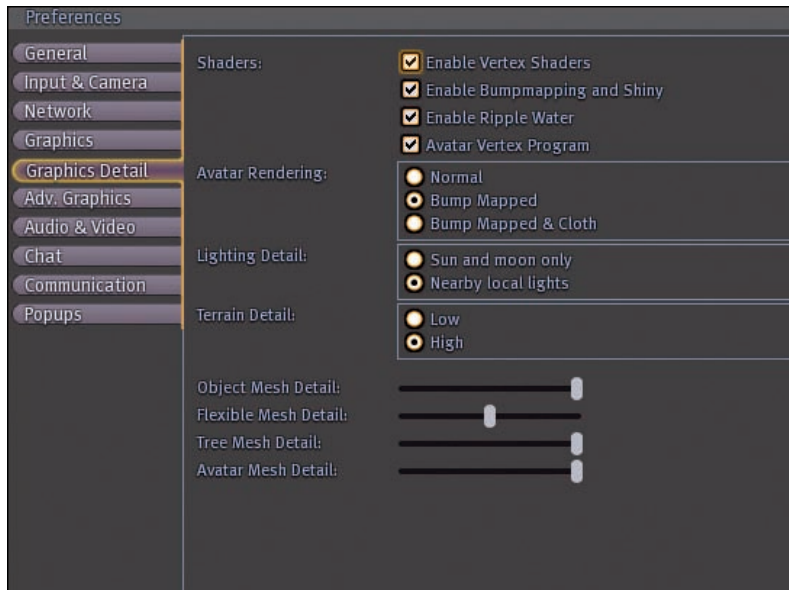 Preferences
General
Input & Camera
Network
Graphics
Graphics Detail
Adv. Graphics
Audio & Video
Chat
Communication
Popups
Shaders:
Enable Vertex Shaders
Enable Bumpmapping and Shiny
Enable Ripple Water
Avatar Vertex Program
Avatar Rendering:
Normal
Bump Mapped
Bump Mapped & Cloth
Lighting Detail:
Sun and moon only
Nearby local lights
Terrain Detail:
Low
High
Object Mesh Detail:
Flexible Mesh Detail:
Tree Mesh Detail:
Avatar Mesh Detail: